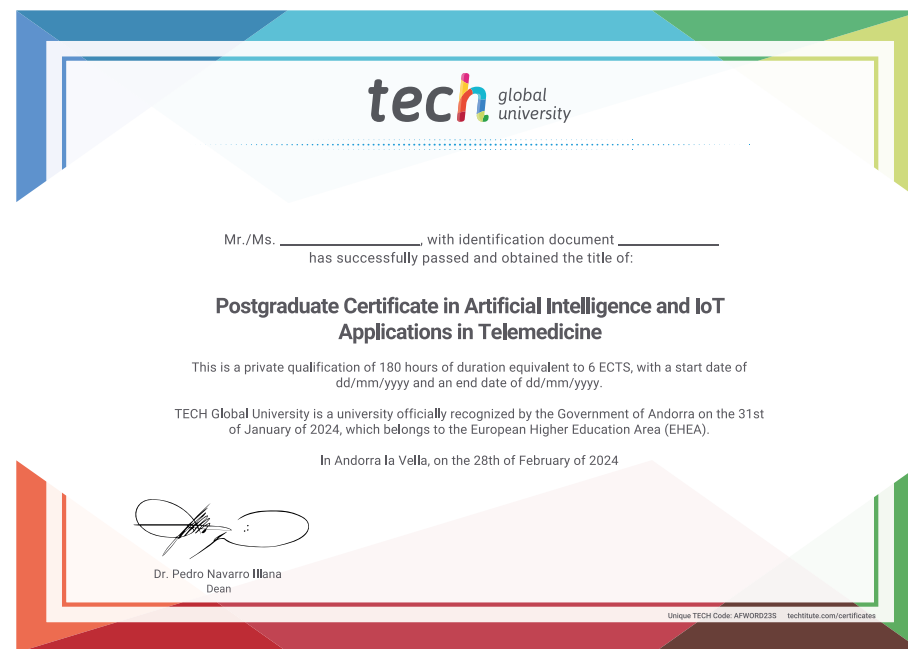 tech global
university
Mr./Ms. ____________, with identification document ____________
has successfully passed and obtained the title of:
Postgraduate Certificate in Artificial Intelligence and IoT
Applications in Telemedicine
This is a private qualification of 180 hours of duration equivalent to 6 ECTS, with a start date of
dd/mm/yyyy and an end date of dd/mm/yyyy.
TECH Global University is a university officially recognized by the Government of Andorra on the 31st
of January of 2024, which belongs to the European Higher Education Area (EHEA).
In Andorra la Vella, on the 28th of February of 2024
Dr. Pedro Navarro Illana
Dean
Unique TECH Code: AFWORD23S techtitute.com/certificates